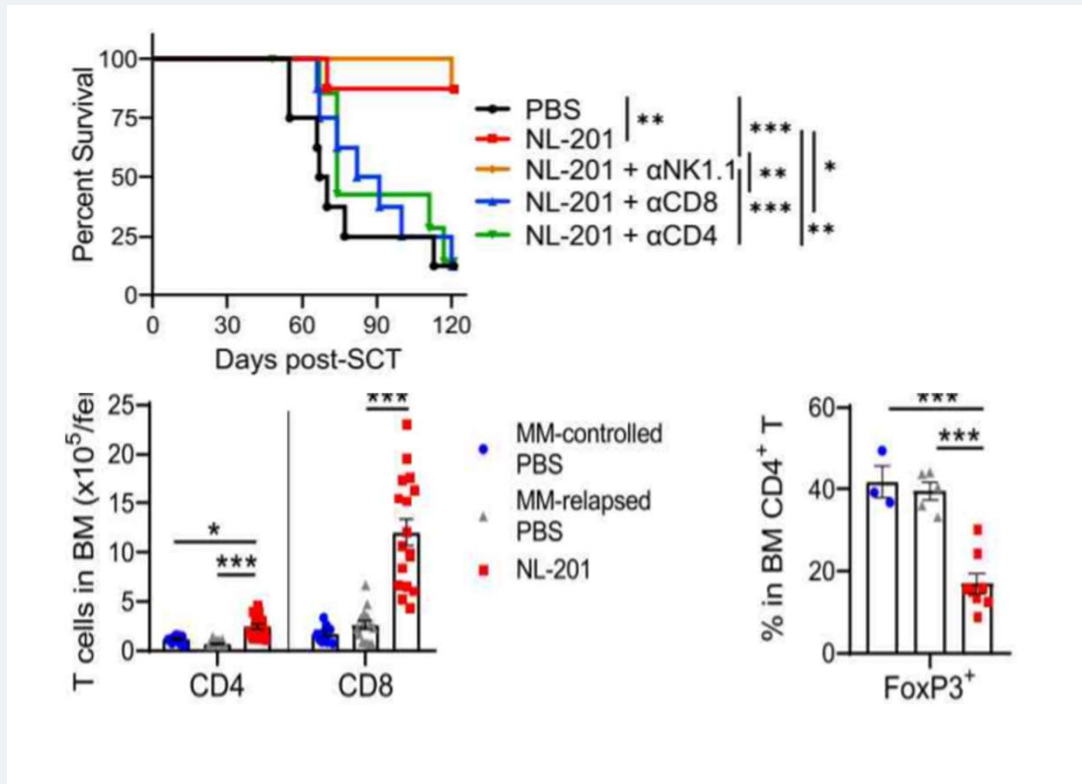 Percent Survival
100
75
50
25
0
0 30 60 90 120
Days post-SCT
PBS
NL-201
NL-201 + αNK1.1
NL-201 + αCD8
NL-201 + αCD4
**
***
**
***
*
**
T cells in BM (x10⁵/fe
25
20
15
10
5
0
*
***
***
CD4 CD8
MM-controlled
PBS
MM-relapsed
PBS
NL-201
% in BM CD4⁺ T
60
40
20
0
***
***
FoxP3⁺